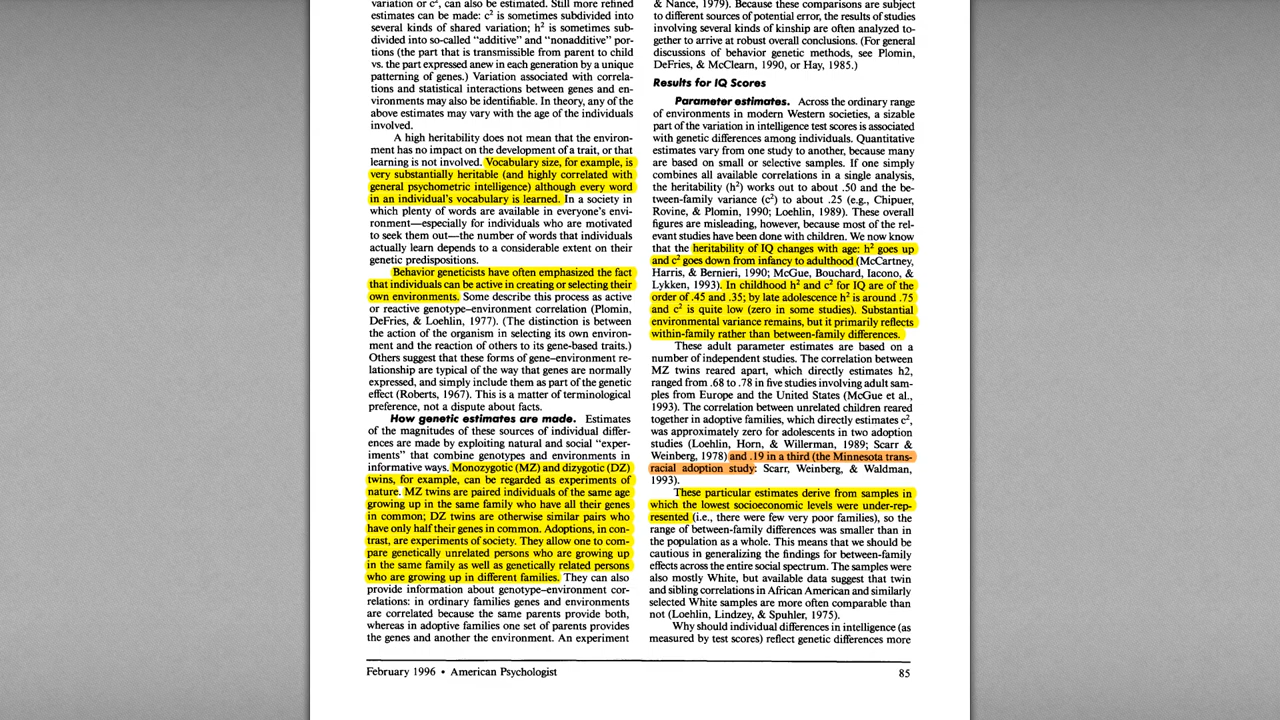 variation or c², can also be estimated. Still more refined
estimates can be made: c² is sometimes subdivided into
several kinds of shared variation; h² is sometimes sub-
divided into so-called “additive” and “nonadditive” por-
tions (the part that is transmissible from parent to child
vs. the part expressed anew in each generation by a unique
patterning of genes.) Variation associated with correla-
tions and statistical interactions between genes and en-
vironments may also be identifiable. In theory, any of the
above estimates may vary with the age of the individuals
involved.
A high heritability does not mean that the environ-
ment has no impact on the development of a trait, or that
learning is not involved. Vocabulary size, for example, is
very substantially heritable (and highly correlated with
general psychometric intelligence) although every word
in an individual’s vocabulary is learned. In a society in
which plenty of words are available in everyone’s envi-
ronment—especially for individuals who are motivated
to seek them out—the number of words that individuals
actually learn depends to a considerable extent on their
genetic predispositions.
Behavior geneticists have often emphasized the fact
that individuals can be active in creating or selecting their
own environments. Some describe this process as active
or reactive genotype–environment correlation (Plomin,
DeFries, & Loehlin, 1977). (The distinction is between
the action of the organism in selecting its own environ-
ment and the reaction of others to its gene-based traits.)
Others suggest that these forms of gene–environment re-
lationship are typical of the way that genes are normally
expressed, and simply include them as part of the genetic
effect (Roberts, 1967). This is a matter of terminological
preference, not a dispute about facts.
How genetic estimates are made. Estimates
of the magnitudes of these sources of individual differ-
ences are made by exploiting natural and social “exper-
iments” that combine genotypes and environments in
informative ways. Monozygotic (MZ) and dizygotic (DZ)
twins, for example, can be regarded as experiments of
nature. MZ twins are paired individuals of the same age
growing up in the same family who have all their genes
in common; DZ twins are otherwise similar pairs who
have only half their genes in common. Adoptions, in con-
trast, are experiments of society. They allow one to com-
pare genetically unrelated persons who are growing up
in the same family as well as genetically related persons
who are growing up in different families. They can also
provide information about genotype–environment cor-
relations: in ordinary families genes and environments
are correlated because the same parents provide both,
whereas in adoptive families one set of parents provides
the genes and another the environment. An experiment
& Nance, 1979). Because these comparisons are subject
to different sources of potential error, the results of studies
involving several kinds of kinship are often analyzed to-
gether to arrive at robust overall conclusions. (For general
discussions of behavior genetic methods, see Plomin,
DeFries, & McClearn, 1990, or Hay, 1985.)
Results for IQ Scores
Parameter estimates. Across the ordinary range
of environments in modern Western societies, a sizable
part of the variation in intelligence test scores is associated
with genetic differences among individuals. Quantitative
estimates vary from one study to another, because many
are based on small or selective samples. If one simply
combines all available correlations in a single analysis,
the heritability (h²) works out to about .50 and the be-
tween-family variance (c²) to about .25 (e.g., Chipuer,
Rovine, & Plomin, 1990; Loehlin, 1989). These overall
figures are misleading, however, because most of the rel-
evant studies have been done with children. We now know
that the heritability of IQ changes with age: h² goes up
and c² goes down from infancy to adulthood (McCartney,
Harris, & Bernieri, 1990; McGue, Bouchard, Iacono, &
Lykken, 1993). In childhood h² and c² for IQ are of the
order of .45 and .35; by late adolescence h² is around .75
and c² is quite low (zero in some studies). Substantial
environmental variance remains, but it primarily reflects
within-family rather than between-family differences.
These adult parameter estimates are based on a
number of independent studies. The correlation between
MZ twins reared apart, which directly estimates h2,
ranged from .68 to .78 in five studies involving adult sam-
ples from Europe and the United States (McGue et al.,
1993). The correlation between unrelated children reared
together in adoptive families, which directly estimates c²,
was approximately zero for adolescents in two adoption
studies (Loehlin, Horn, & Willerman, 1989; Scarr &
Weinberg, 1978) and .19 in a third (the Minnesota trans-
racial adoption study: Scarr, Weinberg, & Waldman,
1993).
These particular estimates derive from samples in
which the lowest socioeconomic levels were under-rep-
resented (i.e., there were few very poor families), so the
range of between-family differences was smaller than in
the population as a whole. This means that we should be
cautious in generalizing the findings for between-family
effects across the entire social spectrum. The samples were
also mostly White, but available data suggest that twin
and sibling correlations in African American and similarly
selected White samples are more often comparable than
not (Loehlin, Lindzey, & Spuhler, 1975).
Why should individual differences in intelligence (as
measured by test scores) reflect genetic differences more
February 1996 • American Psychologist
85